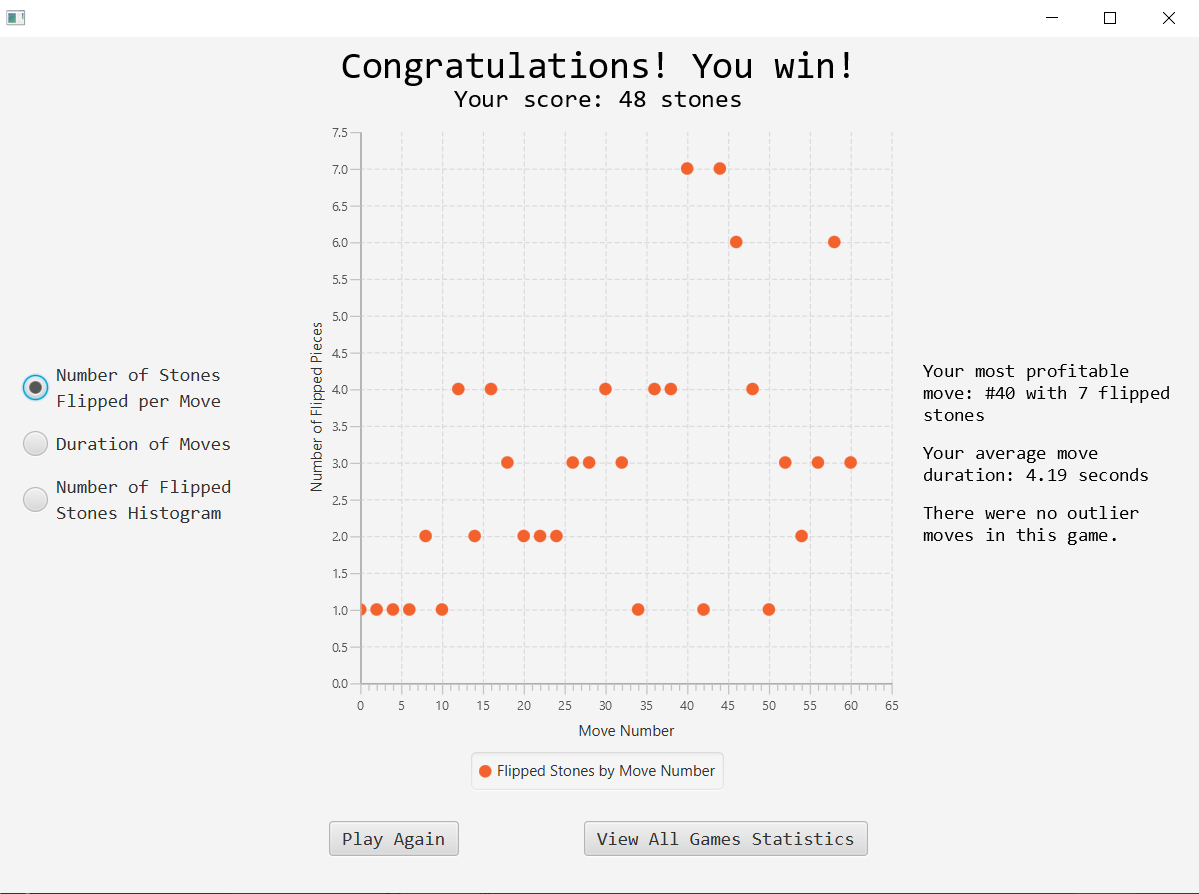 Congratulations! You win!
Your score: 48 stones
Number of Stones
Flipped per Move
Duration of Moves
Number of Flipped
Stones Histogram
Number of Flipped Pieces
7.5
7.0
6.5
6.0
5.5
5.0
4.5
4.0
3.5
3.0
2.5
2.0
1.5
1.0
0.5
0.0
0 5 10 15 20 25 30 35 40 45 50 55 60 65
Move Number
Flipped Stones by Move Number
Your most profitable
move: #40 with 7 flipped
stones
Your average move
duration: 4.19 seconds
There were no outlier
moves in this game.
Play Again
View All Games Statistics